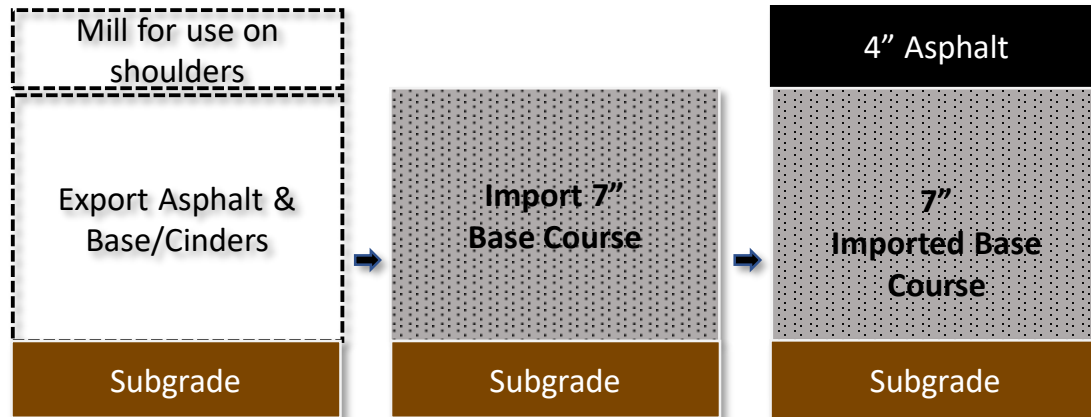 Mill for use on
shoulders
Export Asphalt &
Base/Cinders
Subgrade
Import 7”
Base Course
Subgrade
4” Asphalt
7”
Imported Base
Course
Subgrade